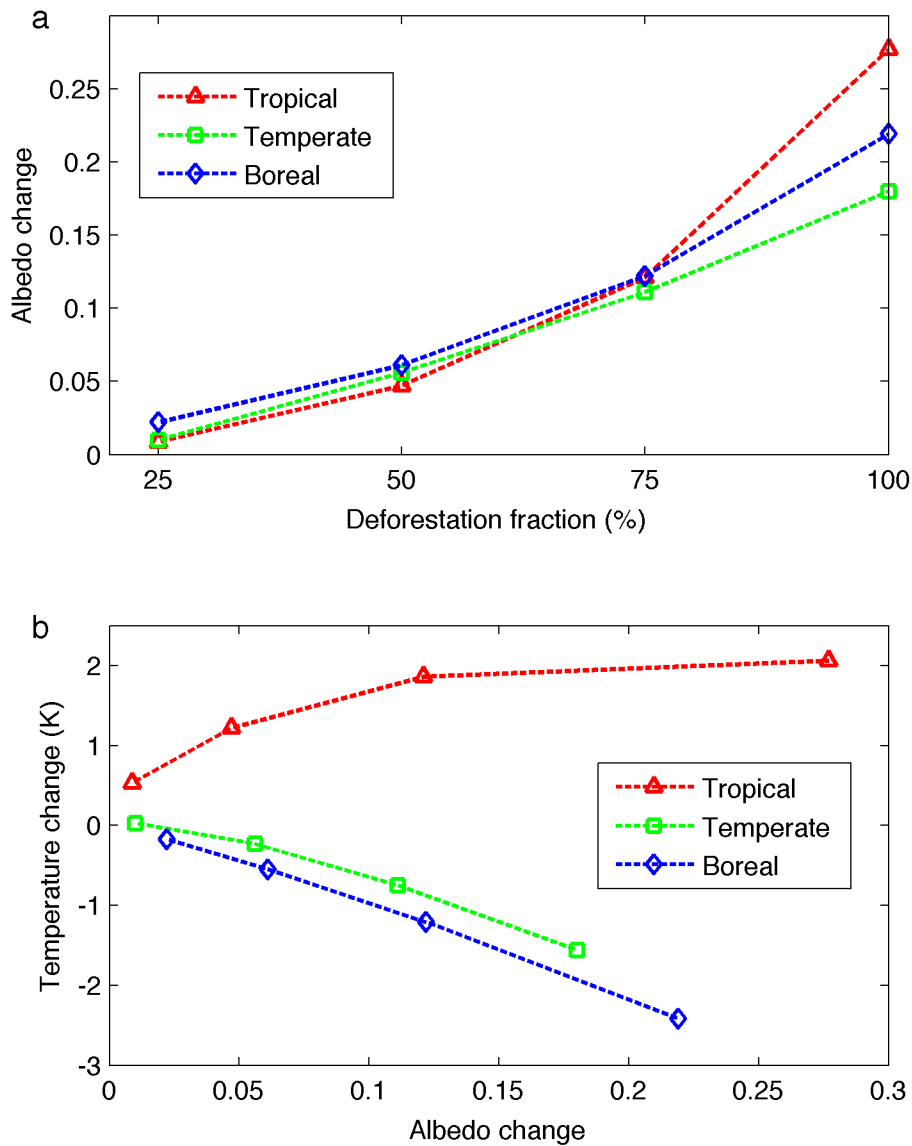 a
0.25
0.2
0.15
0.1
0.05
0
Albedo change
Tropical
Temperate
Boreal
25 50 75 100
Deforestation fraction (%)
b
2
1
0
-1
-2
-3
Temperature change (K)
Tropical
Temperate
Boreal
0 0.05 0.1 0.15 0.2 0.25 0.3
Albedo change